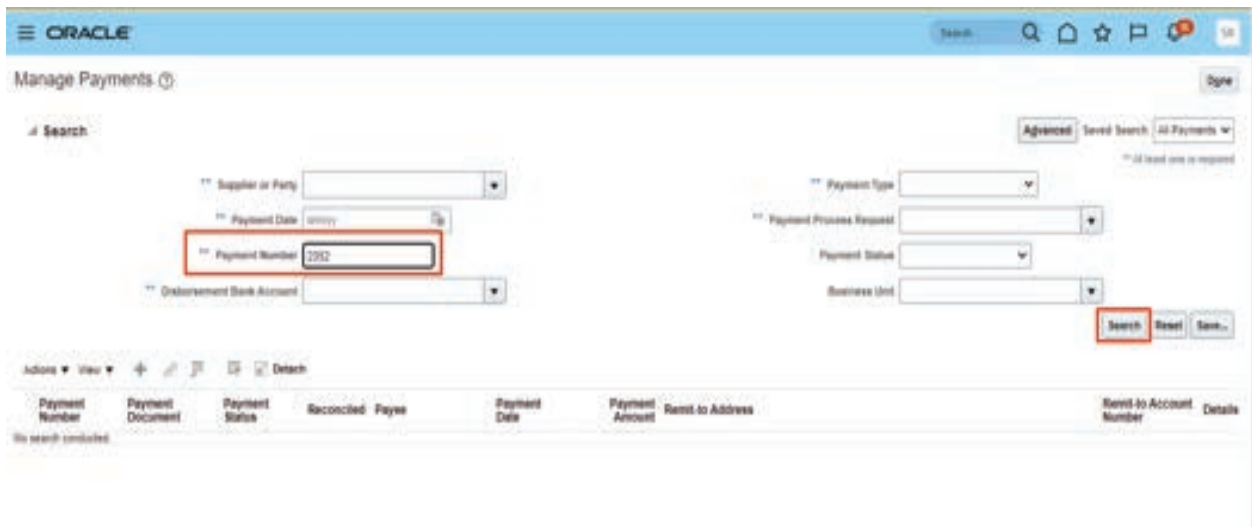 ORACLE Search
Manage Payments Done
Search Advanced Saved Search All Payments
** At least one is required
** Supplier or Party ** Payment Type
** Payment Date ** Payment Process Request
** Payment Number Payment Status
** Disbursement Bank Account Business Unit
Search Reset Save...
Actions View Detach
Payment Number Payment Document Payment Status Reconciled Payee Payment Date Payment Amount Remit-to Address Remit-to Account Number Details
No search conducted.